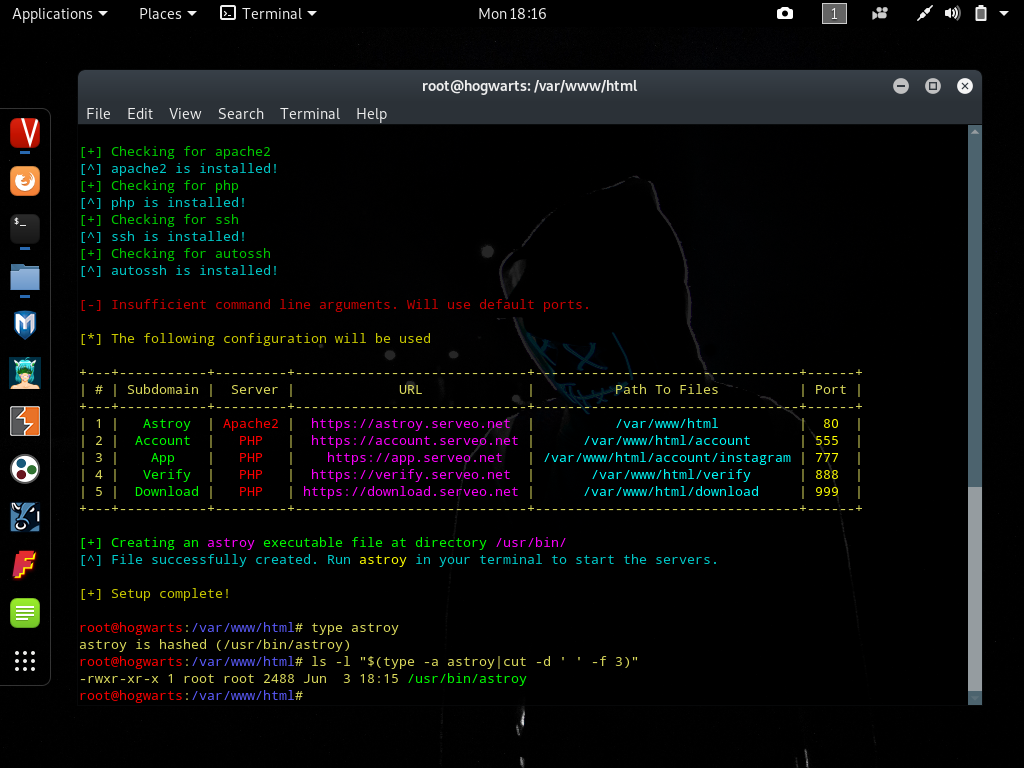 Applications Places Terminal Mon 18:16 1
root@hogwarts: /var/www/html
File Edit View Search Terminal Help
[+] Checking for apache2
[^] apache2 is installed!
[+] Checking for php
[^] php is installed!
[+] Checking for ssh
[^] ssh is installed!
[+] Checking for autossh
[^] autossh is installed!
[-] Insufficient command line arguments. Will use default ports.
[*] The following configuration will be used
+---+-----------+---------+-----------------------------+---------------------------------+------+
| # | Subdomain | Server | URL | Path To Files | Port |
+---+-----------+---------+-----------------------------+---------------------------------+------+
| 1 | Astroy | Apache2 | https://astroy.serveo.net | /var/www/html | 80 |
| 2 | Account | PHP | https://account.serveo.net | /var/www/html/account | 555 |
| 3 | App | PHP | https://app.serveo.net | /var/www/html/account/instagram | 777 |
| 4 | Verify | PHP | https://verify.serveo.net | /var/www/html/verify | 888 |
| 5 | Download | PHP | https://download.serveo.net | /var/www/html/download | 999 |
+---+-----------+---------+-----------------------------+---------------------------------+------+
[+] Creating an astroy executable file at directory /usr/bin/
[^] File successfully created. Run astroy in your terminal to start the servers.
[+] Setup complete!
root@hogwarts:/var/www/html# type astroy
astroy is hashed (/usr/bin/astroy)
root@hogwarts:/var/www/html# ls -l "$(type -a astroy|cut -d ' ' -f 3)"
-rwxr-xr-x 1 root root 2488 Jun  3 18:15 /usr/bin/astroy
root@hogwarts:/var/www/html#